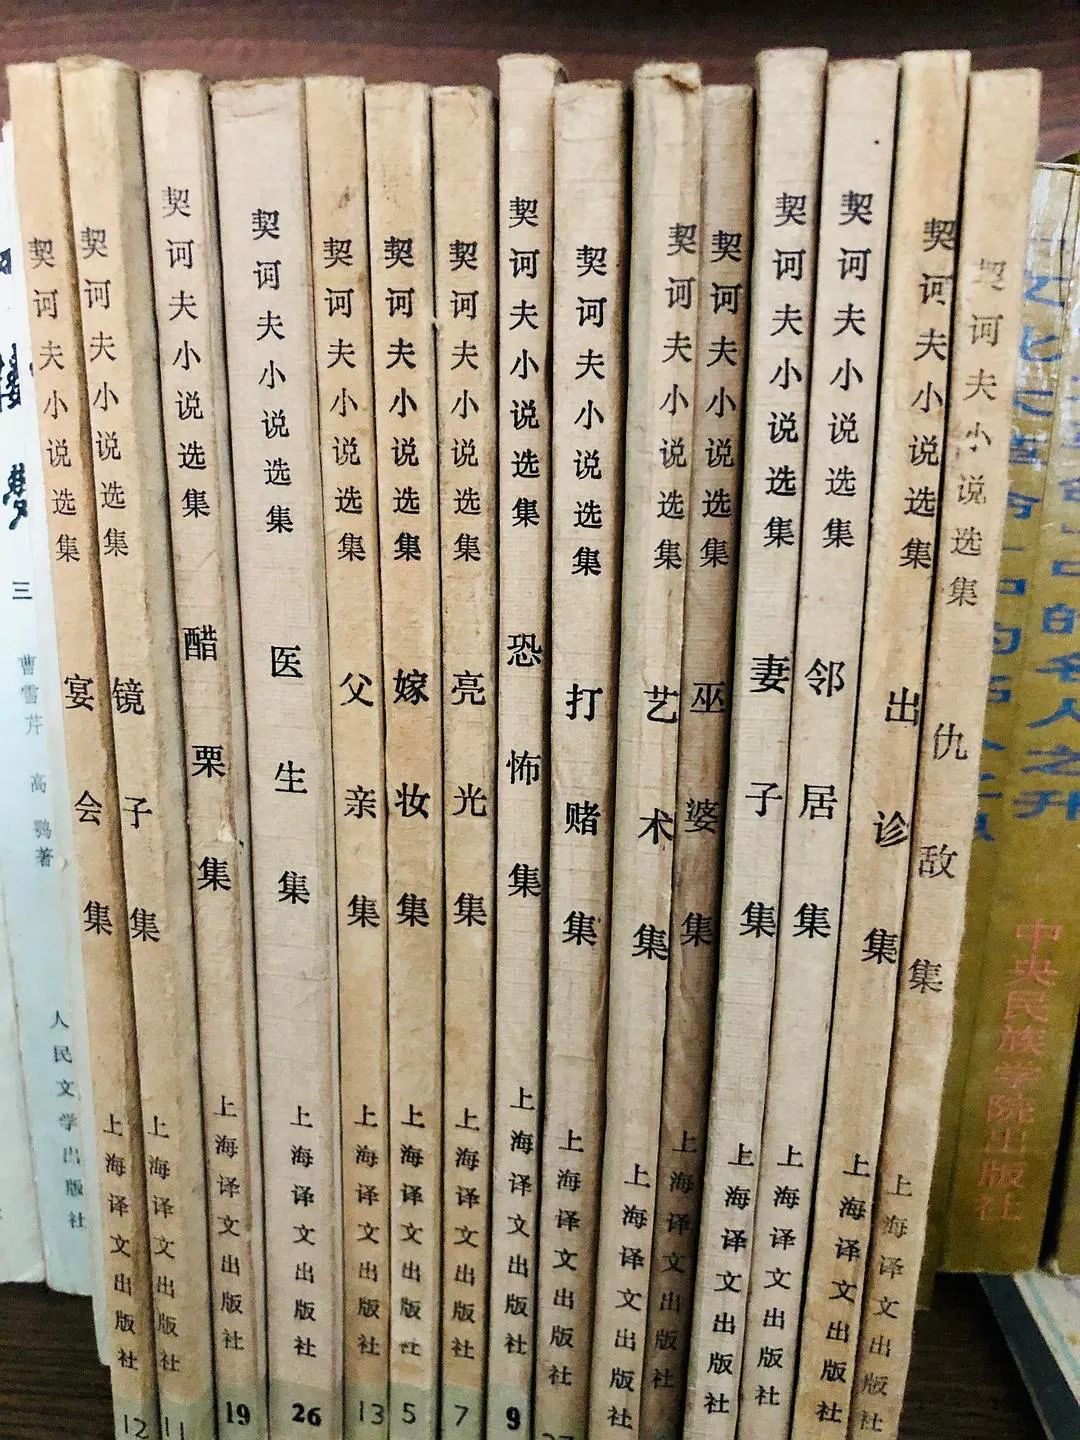 三
曹雪芹 高鹗著
人民文学出版社
契诃夫小说选集 宴会集 上海译文出版社 12
契诃夫小说选集 镜子集 上海译文出版社 11
契诃夫小说选集 醋栗集 上海译文出版社 19
契诃夫小说选集 医生集 上海译文出版社 26
契诃夫小说选集 父亲集 上海译文出版社 13
契诃夫小说选集 嫁妆集 上海译文出版社 5
契诃夫小说选集 亮光集 上海译文出版社 7
契诃夫小说选集 恐怖集 上海译文出版社 9
契诃夫小说选集 打赌集 上海译文出版社
契诃夫小说选集 艺术集 上海译文出版社
契诃夫小说选集 巫婆集 上海译文出版社
契诃夫小说选集 妻子集 上海译文出版社
契诃夫小说选集 邻居集 上海译文出版社
契诃夫小说选集 出诊集 上海译文出版社
契诃夫小说选集 仇敌集 上海译文出版社
中央民族学院出版社